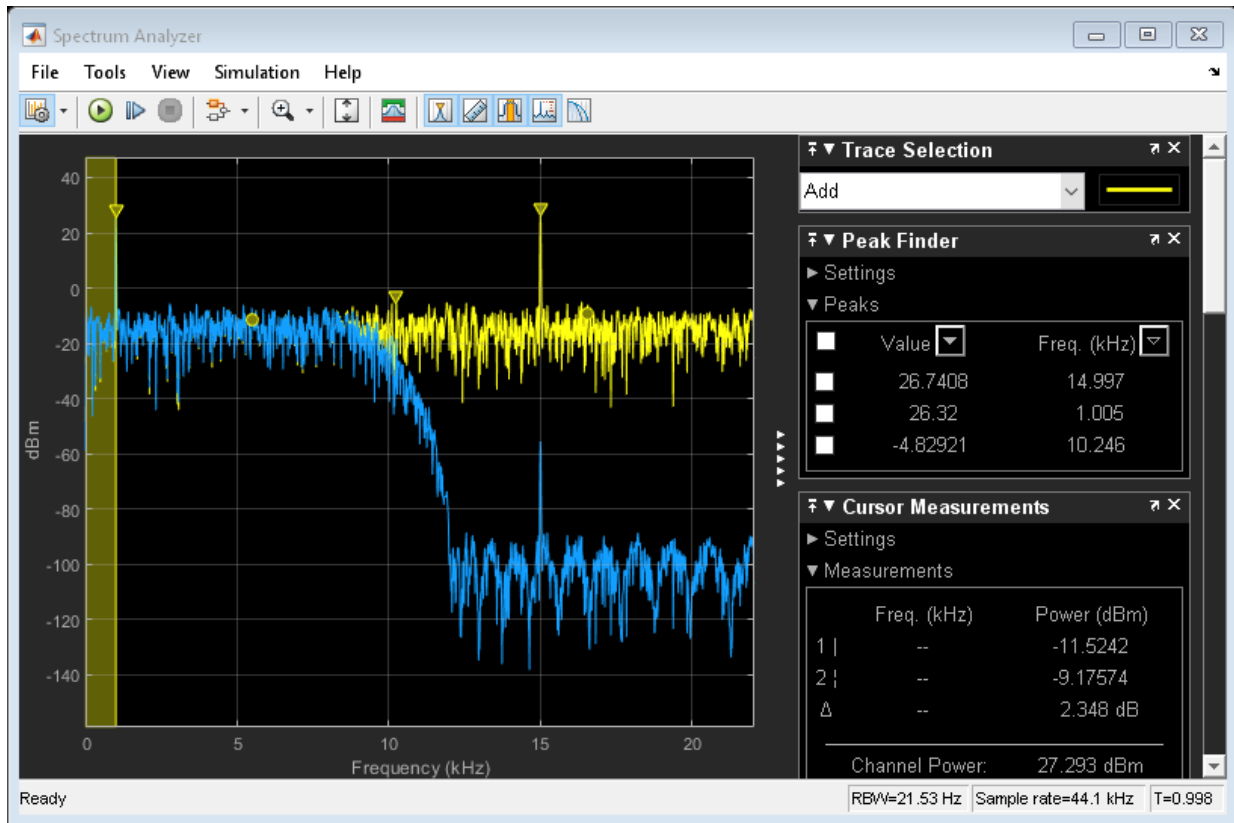 Spectrum Analyzer
File Tools View Simulation Help
40
20
0
-20
-40
-60
-80
-100
-120
-140
dBm
0 5 10 15 20
Frequency (kHz)
Trace Selection
Add
Peak Finder
Settings
Peaks
Value Freq. (kHz)
26.7408 14.997
26.32 1.005
-4.82921 10.246
Cursor Measurements
Settings
Measurements
Freq. (kHz) Power (dBm)
1 | -- -11.5242
2 ¦ -- -9.17574
Δ -- 2.348 dB
Channel Power: 27.293 dBm
Ready RBW=21.53 Hz Sample rate=44.1 kHz T=0.998